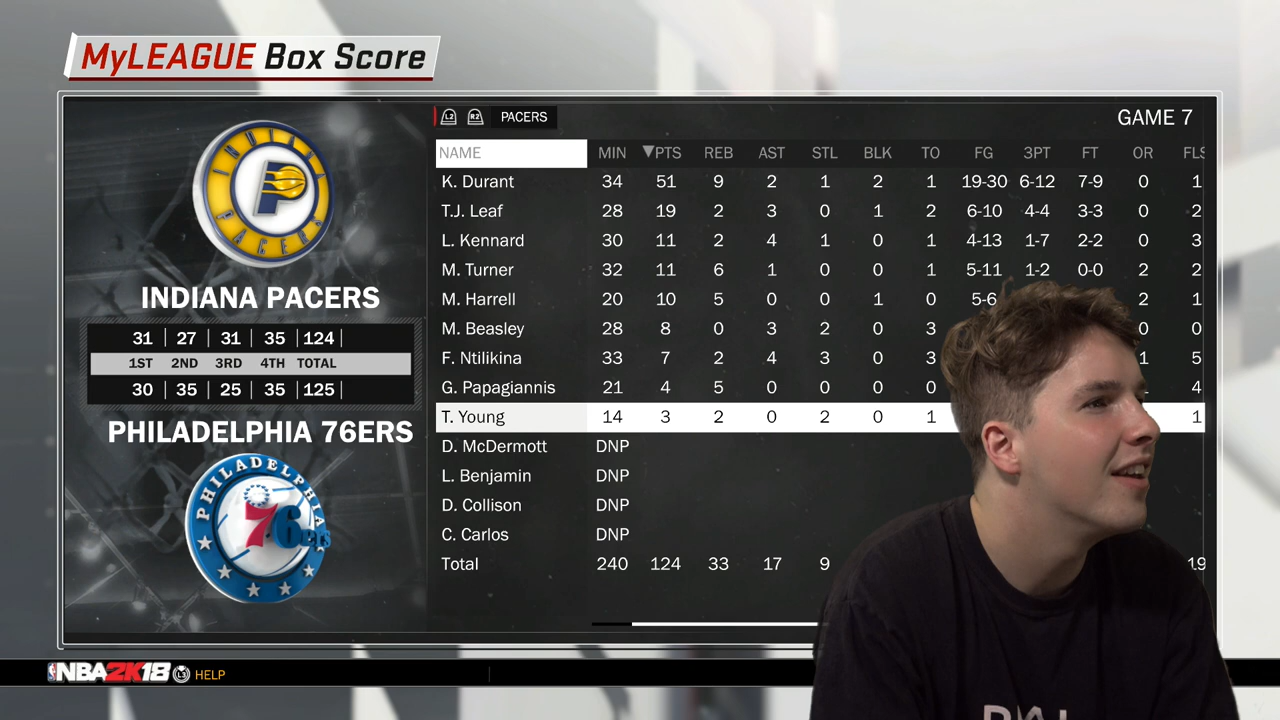 MyLEAGUE Box Score
L2 R2 PACERS
GAME 7
NAME MIN ▼PTS REB AST STL BLK TO FG 3PT FT OR FLS
K. Durant 34 51 9 2 1 2 1 19-30 6-12 7-9 0 1
T.J. Leaf 28 19 2 3 0 1 2 6-10 4-4 3-3 0 2
L. Kennard 30 11 2 4 1 0 1 4-13 1-7 2-2 0 3
M. Turner 32 11 6 1 0 0 1 5-11 1-2 0-0 2 2
M. Harrell 20 10 5 0 0 1 0 5-6 2 1
M. Beasley 28 8 0 3 2 0 3 0 0
F. Ntilikina 33 7 2 4 3 0 3 1 5
G. Papagiannis 21 4 5 0 0 0 0 4
T. Young 14 3 2 0 2 0 1 1
D. McDermott DNP
L. Benjamin DNP
D. Collison DNP
C. Carlos DNP
Total 240 124 33 17 9 19
INDIANA PACERS
INDIANA
PACERS
31 27 31 35 124
1ST 2ND 3RD 4TH TOTAL
30 35 25 35 125
PHILADELPHIA 76ERS
PHILADELPHIA
76ers
NBA2K18 HELP